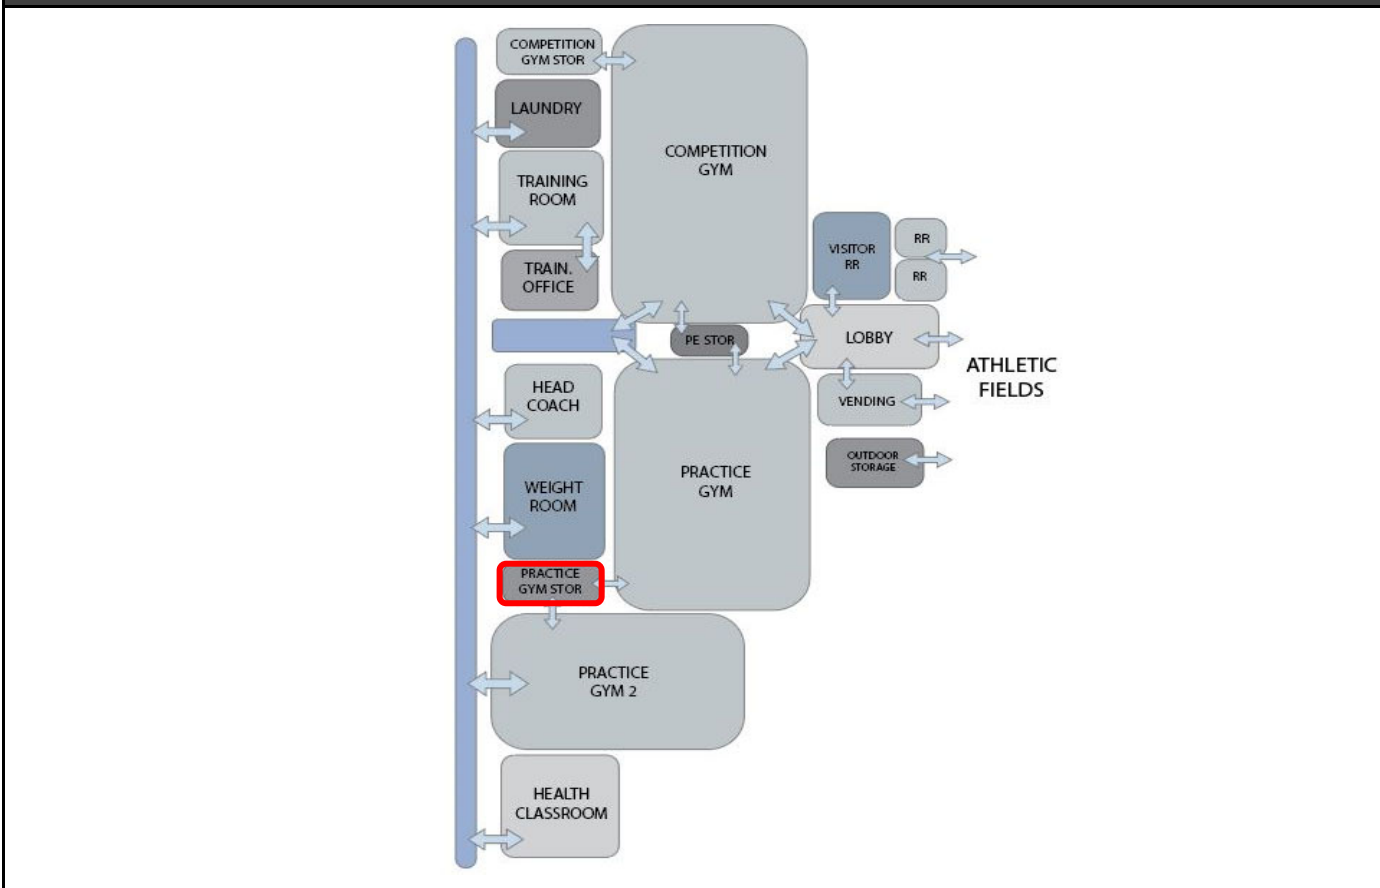 COMPETITION
GYM STOR
LAUNDRY
TRAINING
ROOM
TRAIN.
OFFICE
COMPETITION
GYM
VISITOR
RR
RR
RR
PE STOR
LOBBY
ATHLETIC
FIELDS
HEAD
COACH
VENDING
WEIGHT
ROOM
PRACTICE
GYM
OUTDOOR
STORAGE
PRACTICE
GYM STOR
PRACTICE
GYM 2
HEALTH
CLASSROOM